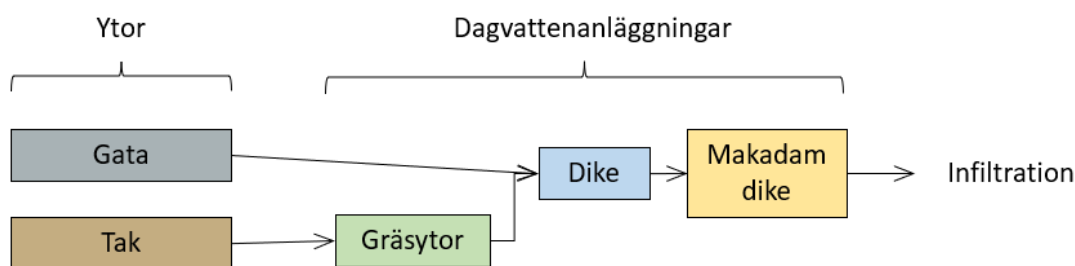 Ytor
Dagvattenanläggningar
Gata
Tak
Gräsytor
Dike
Makadam
dike
Infiltration